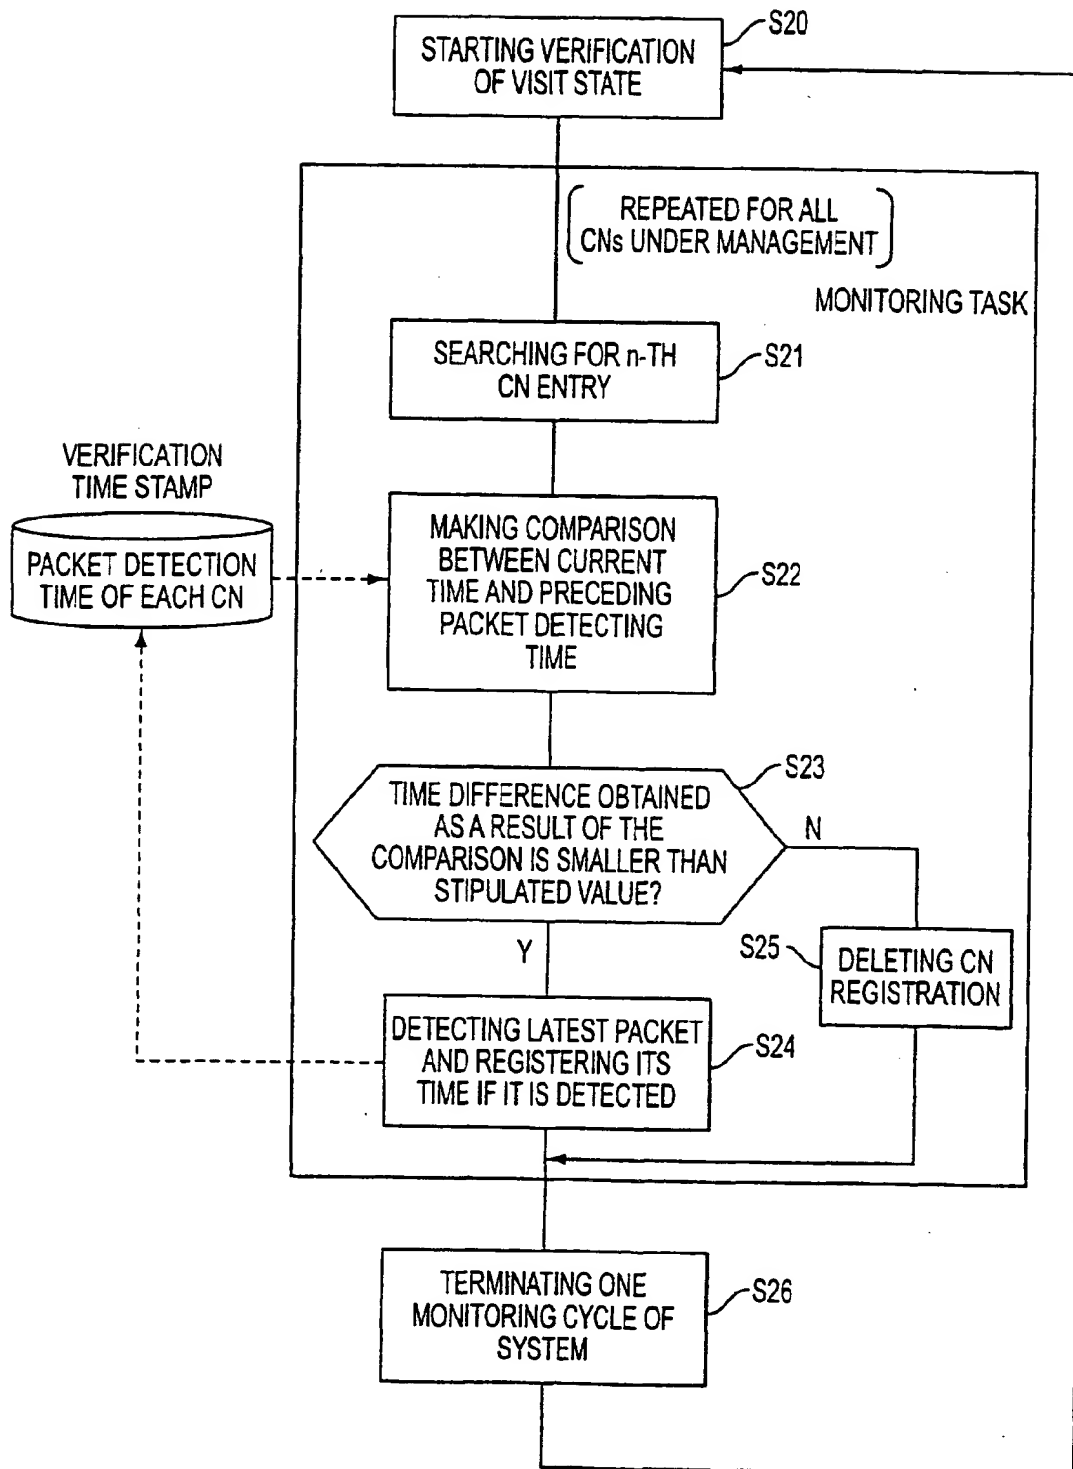 S20
STARTING VERIFICATION
OF VISIT STATE
REPEATED FOR ALL
CNs UNDER MANAGEMENT
MONITORING TASK
SEARCHING FOR n-TH
CN ENTRY
S21
VERIFICATION
TIME STAMP
PACKET DETECTION
TIME OF EACH CN
MAKING COMPARISON
BETWEEN CURRENT
TIME AND PRECEDING
PACKET DETECTING
TIME
S22
S23
TIME DIFFERENCE OBTAINED
AS A RESULT OF THE
COMPARISON IS SMALLER THAN
STIPULATED VALUE?
N
Y
S25
DELETING CN
REGISTRATION
DETECTING LATEST PACKET
AND REGISTERING ITS
TIME IF IT IS DETECTED
S24
TERMINATING ONE
MONITORING CYCLE OF
SYSTEM
S26